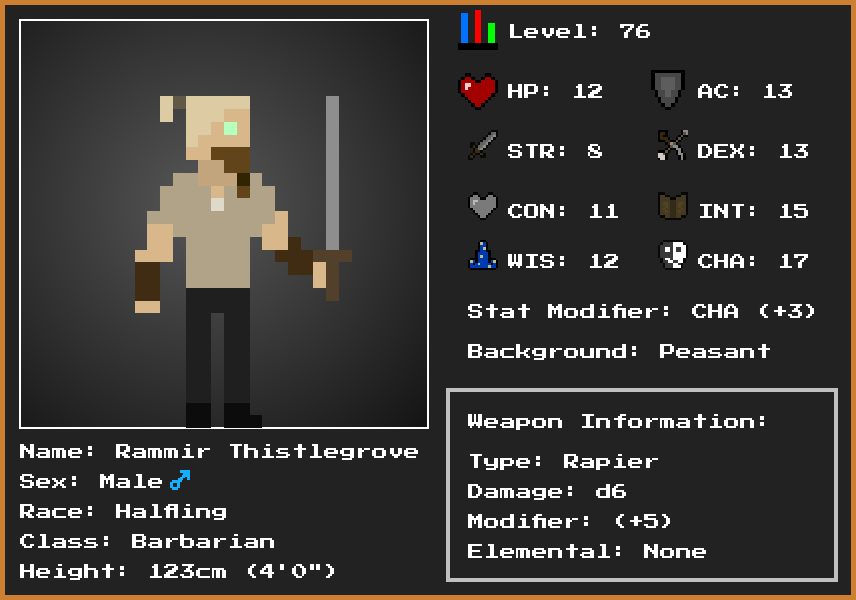 Level: 76
HP: 12 AC: 13
STR: 8 DEX: 13
CON: 11 INT: 15
WIS: 12 CHA: 17
Stat Modifier: CHA (+3)
Background: Peasant
Weapon Information:
Type: Rapier
Damage: d6
Modifier: (+5)
Elemental: None
Name: Rammir Thistlegrove
Sex: Male ♂
Race: Halfling
Class: Barbarian
Height: 123cm (4'0")